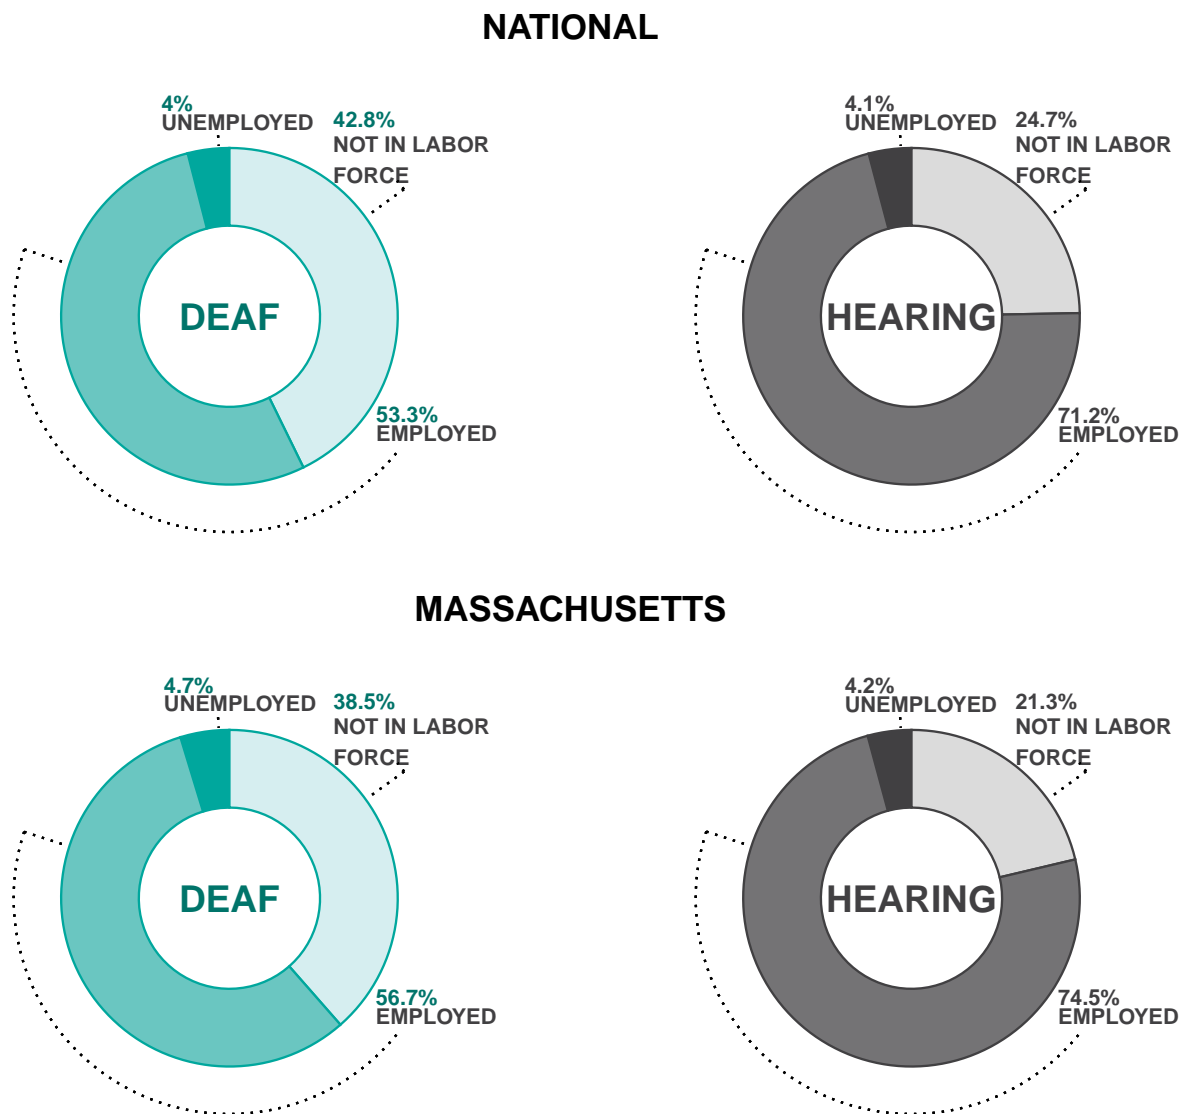 NATIONAL
4%
UNEMPLOYED
42.8%
NOT IN LABOR
FORCE
DEAF
53.3%
EMPLOYED
4.1%
UNEMPLOYED
24.7%
NOT IN LABOR
FORCE
HEARING
71.2%
EMPLOYED
MASSACHUSETTS
4.7%
UNEMPLOYED
38.5%
NOT IN LABOR
FORCE
DEAF
56.7%
EMPLOYED
4.2%
UNEMPLOYED
21.3%
NOT IN LABOR
FORCE
HEARING
74.5%
EMPLOYED